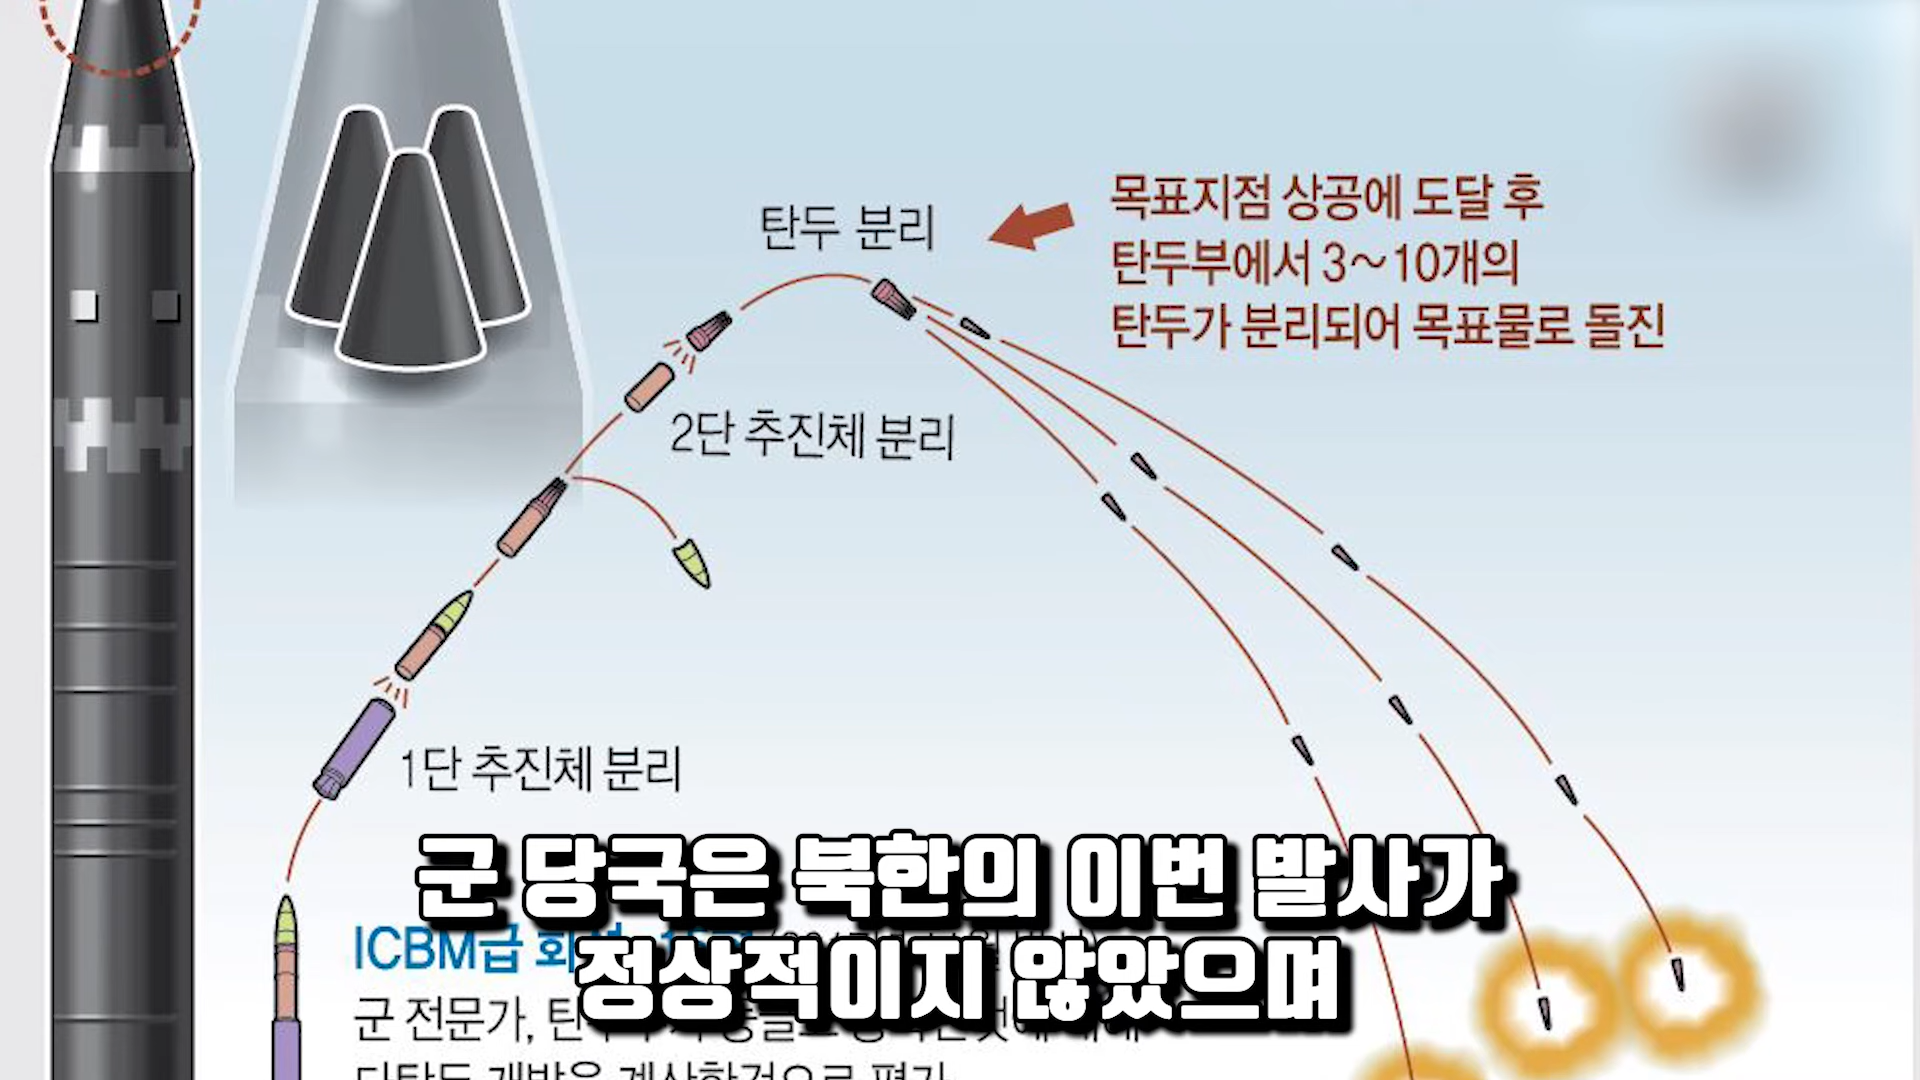 목표지점 상공에 도달 후
탄두부에서 3~10개의
탄두가 분리되어 목표물로 돌진
탄두 분리
2단 추진체 분리
1단 추진체 분리
군 당국은 북한의 이번 발사가
정상적이지 않았으며
ICBM급
군 전문가,